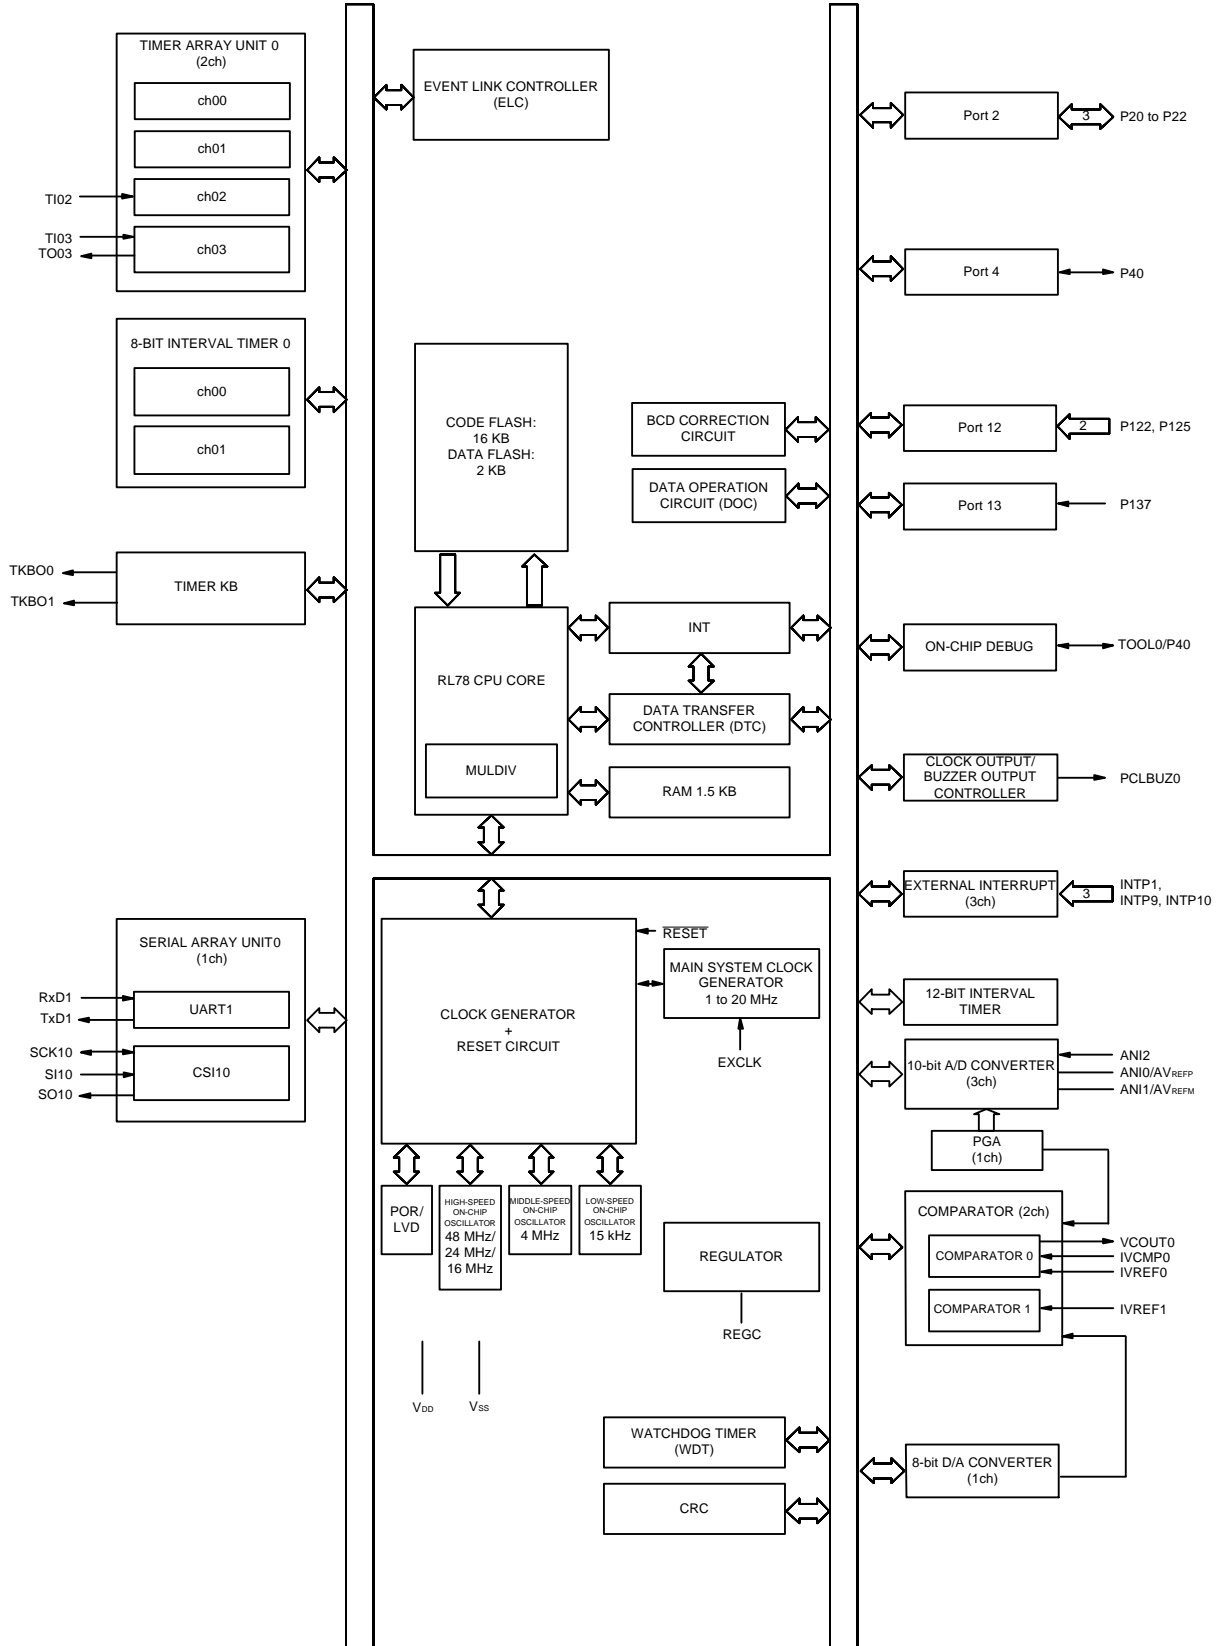 TIMER ARRAY UNIT 0
(2ch)
ch00
ch01
TI02
ch02
TI03
TO03
ch03
8-BIT INTERVAL TIMER 0
ch00
ch01
TKBO0
TKBO1
TIMER KB
SERIAL ARRAY UNIT0
(1ch)
RxD1
TxD1
UART1
SCK10
SI10
SO10
CSI10
EVENT LINK CONTROLLER
(ELC)
CODE FLASH:
16 KB
DATA FLASH:
2 KB
BCD CORRECTION
CIRCUIT
DATA OPERATION
CIRCUIT (DOC)
RL78 CPU CORE
MULDIV
INT
DATA TRANSFER
CONTROLLER (DTC)
RAM 1.5 KB
CLOCK GENERATOR
+
RESET CIRCUIT
RESET
MAIN SYSTEM CLOCK
GENERATOR
1 to 20 MHz
EXCLK
POR/
LVD
HIGH-SPEED
ON-CHIP
OSCILLATOR
48 MHz/
24 MHz/
16 MHz
MIDDLE-SPEED
ON-CHIP
OSCILLATOR
4 MHz
LOW-SPEED
ON-CHIP
OSCILLATOR
15 kHz
REGULATOR
REGC
VDD
VSS
WATCHDOG TIMER
(WDT)
CRC
Port 2
3
P20 to P22
Port 4
P40
Port 12
2
P122, P125
Port 13
P137
ON-CHIP DEBUG
TOOL0/P40
CLOCK OUTPUT/
BUZZER OUTPUT
CONTROLLER
PCLBUZ0
EXTERNAL INTERRUPT
(3ch)
3
INTP1,
INTP9, INTP10
12-BIT INTERVAL
TIMER
10-bit A/D CONVERTER
(3ch)
ANI2
ANI0/AVREFP
ANI1/AVREFM
PGA
(1ch)
COMPARATOR (2ch)
COMPARATOR 0
VCOUT0
IVCMP0
IVREF0
COMPARATOR 1
IVREF1
8-bit D/A CONVERTER
(1ch)